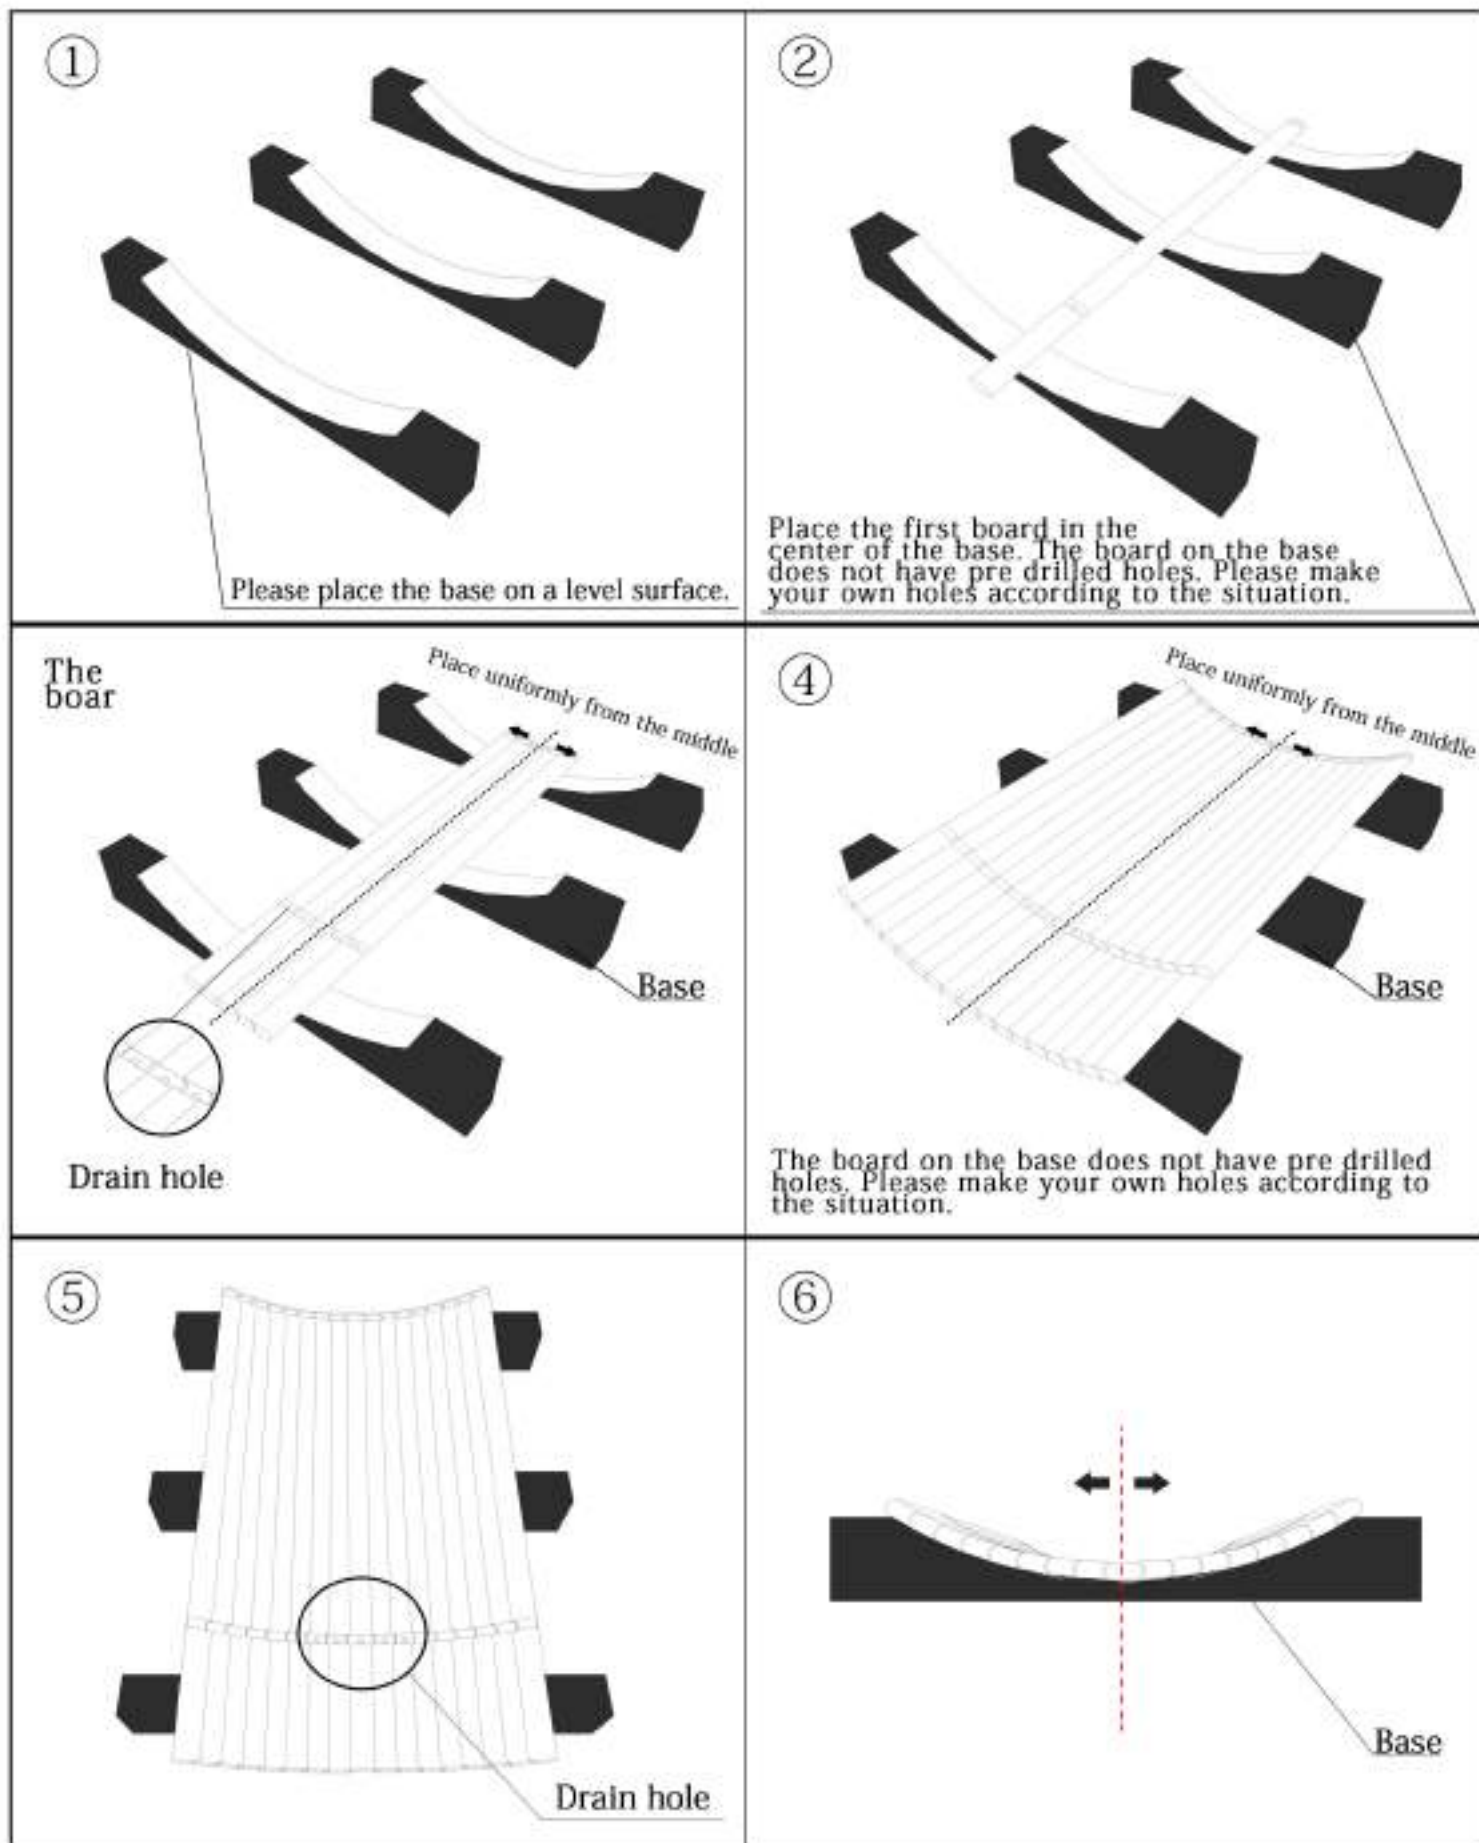 ①
Please place the base on a level surface.
②
Place the first board in the
center of the base. The board on the base
does not have pre drilled holes. Please make
your own holes according to the situation.
The
boar
Place uniformly from the middle
Base
Drain hole
④
Place uniformly from the middle
Base
The board on the base does not have pre drilled
holes. Please make your own holes according to
the situation.
⑤
Drain hole
⑥
Base